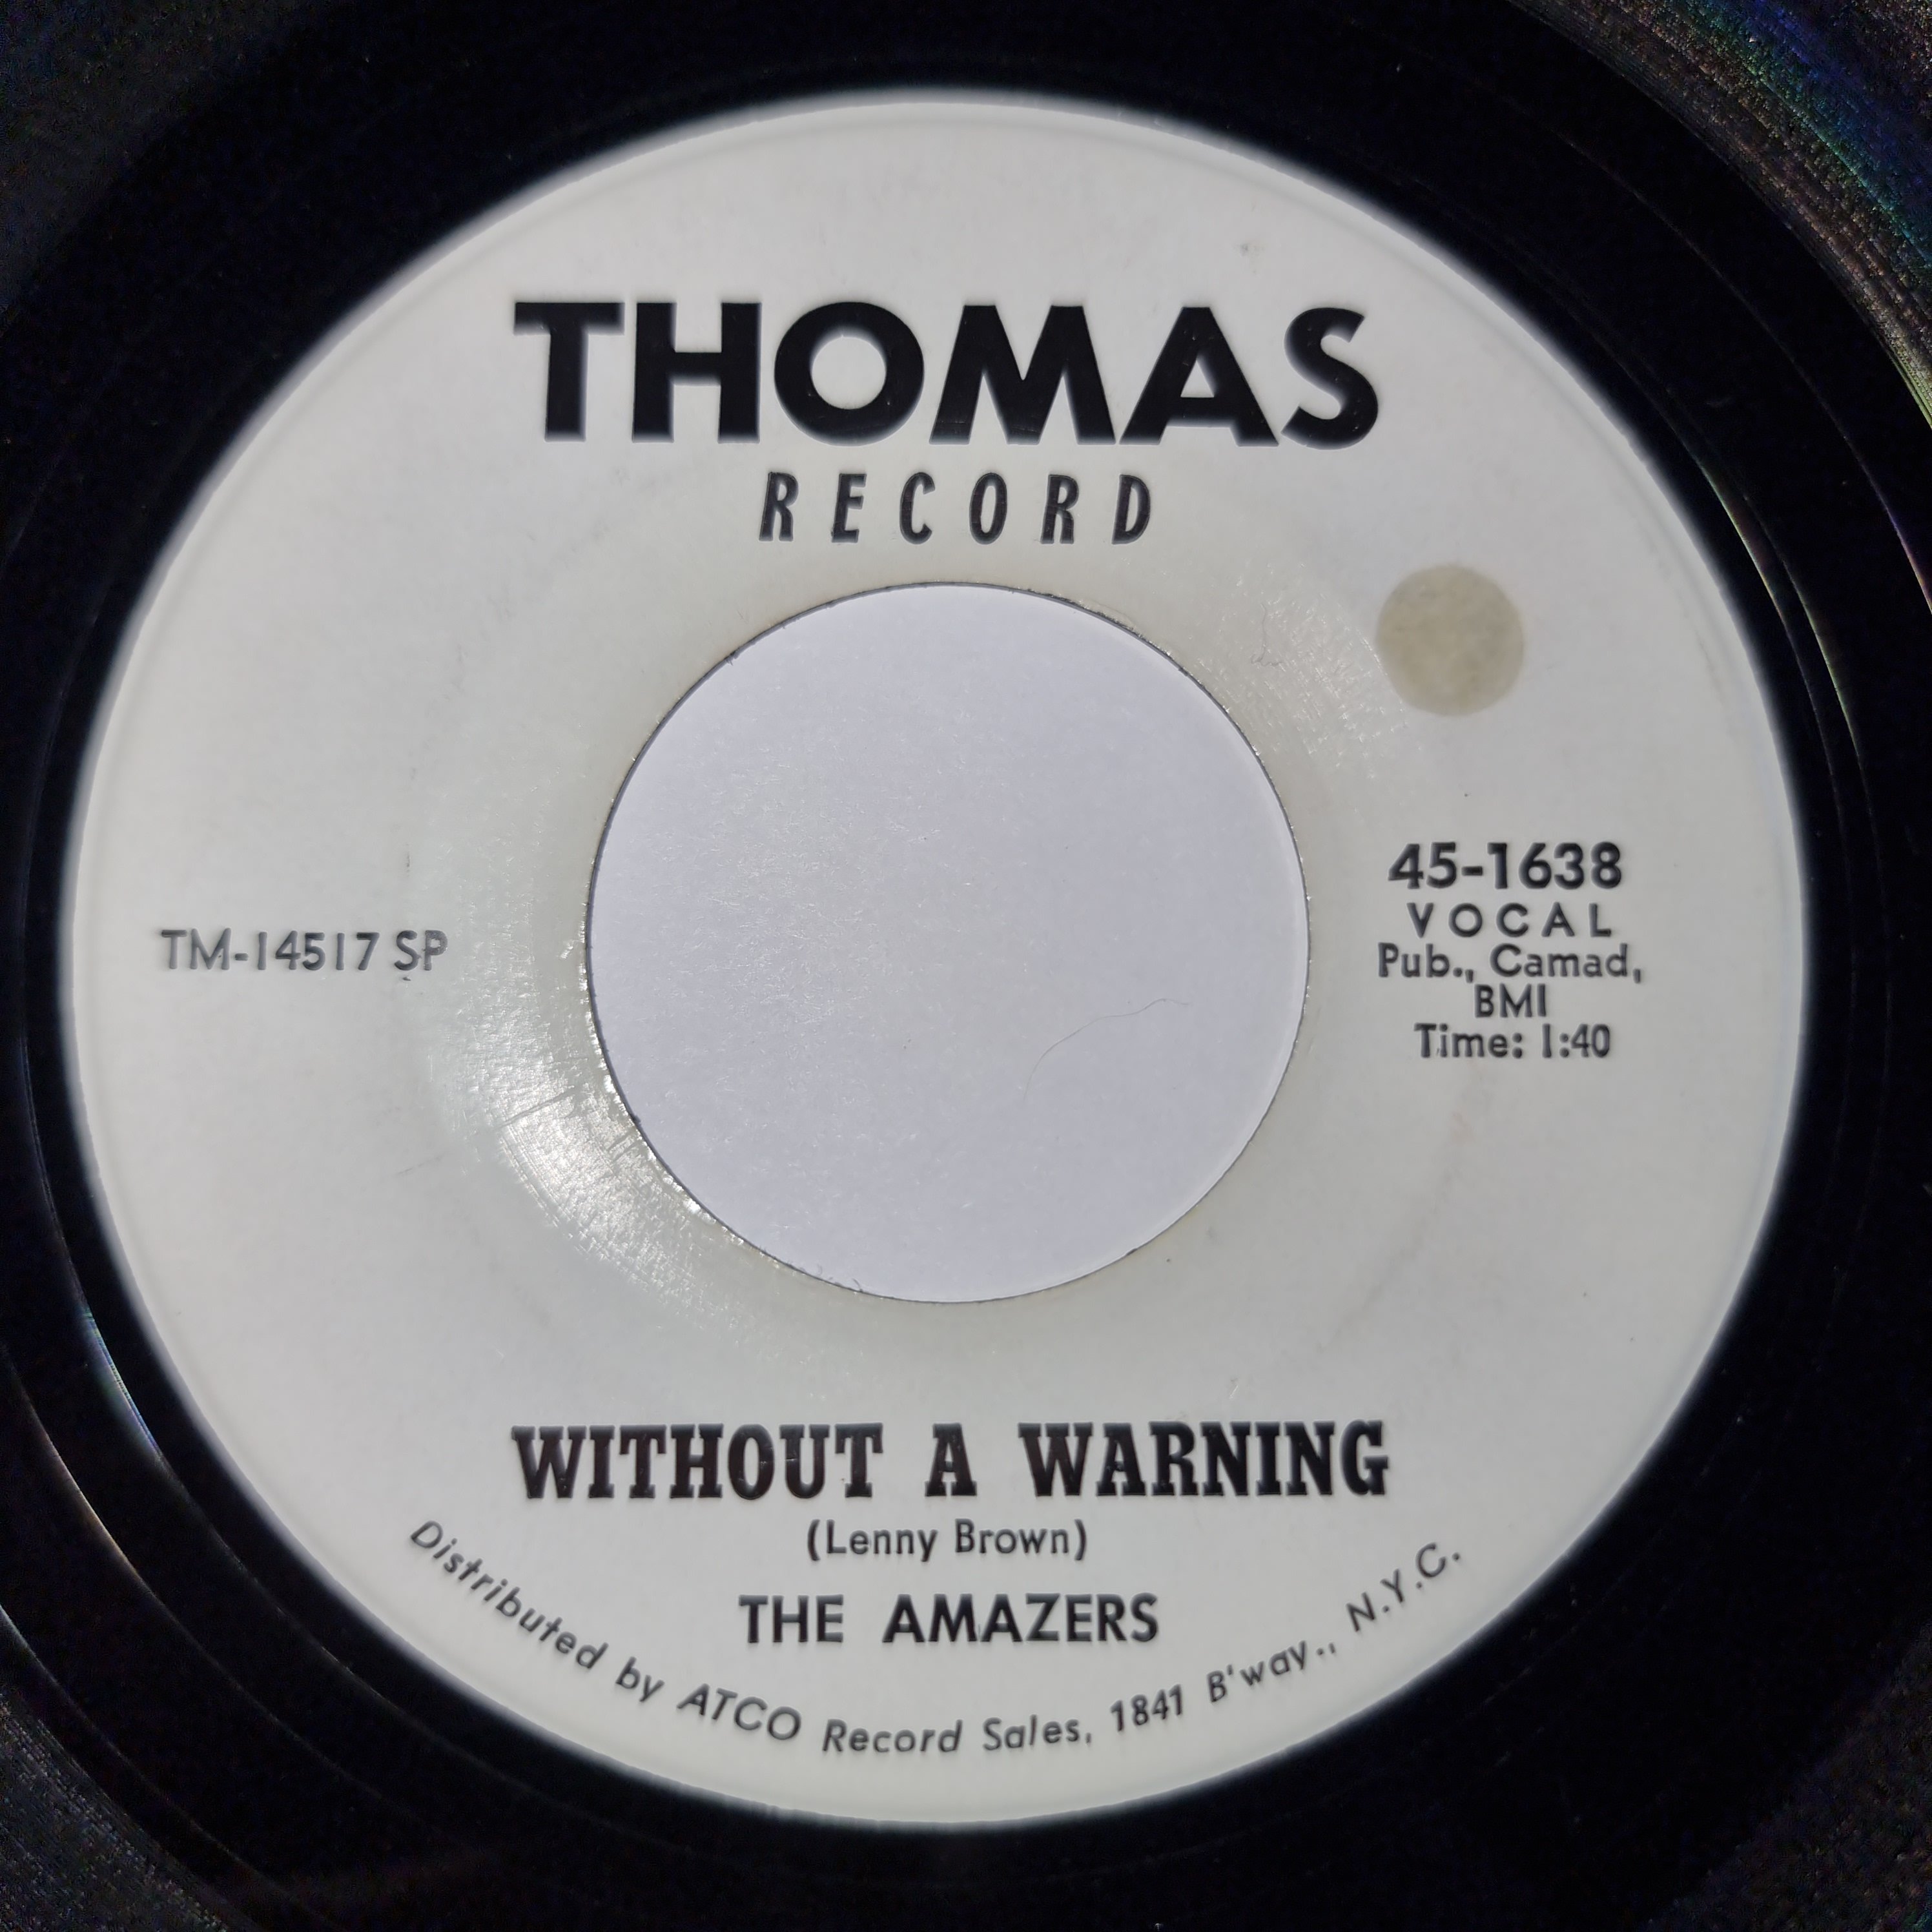 THOMAS
RECORD
TM-14517 SP
45-1638
VOCAL
Pub., Camad,
BMI
Time: 1:40
WITHOUT A WARNING
(Lenny Brown)
THE AMAZERS
Distributed by ATCO Record Sales, 1841 B'way., N.Y.C.